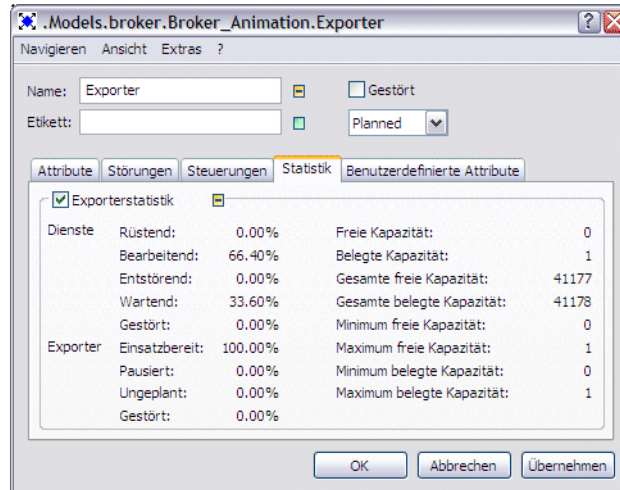 .Models.broker.Broker_Animation.Exporter
Navigieren Ansicht Extras ?
Name: Exporter Gestört
Etikett: Planned
Attribute Störungen Steuerungen Statistik Benutzerdefinierte Attribute
Exporterstatistik
Dienste Rüstend: 0.00% Freie Kapazität: 0
Bearbeitend: 66.40% Belegte Kapazität: 1
Entstörend: 0.00% Gesamte freie Kapazität: 41177
Wartend: 33.60% Gesamte belegte Kapazität: 41178
Gestört: 0.00% Minimum freie Kapazität: 0
Exporter Einsatzbereit: 100.00% Maximum freie Kapazität: 1
Pausiert: 0.00% Minimum belegte Kapazität: 0
Ungeplant: 0.00% Maximum belegte Kapazität: 1
Gestört: 0.00%
OK Abbrechen Übernehmen